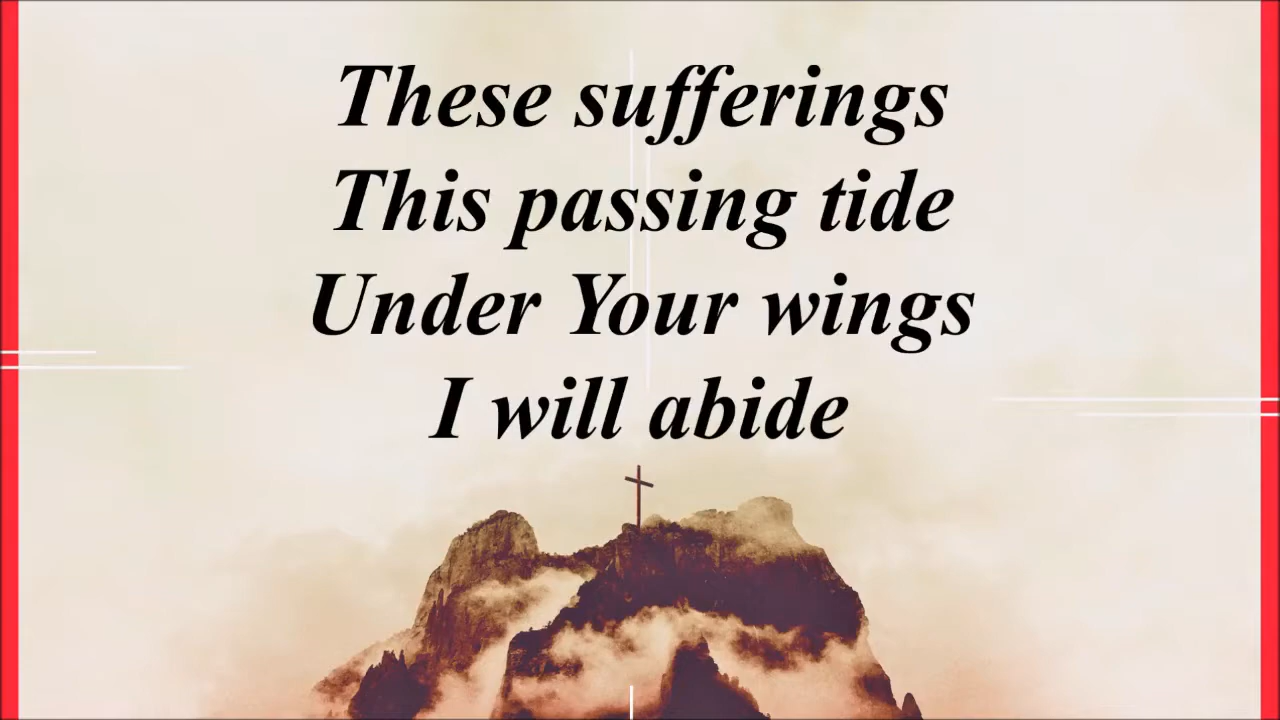 These sufferings
This passing tide
Under Your wings
I will abide